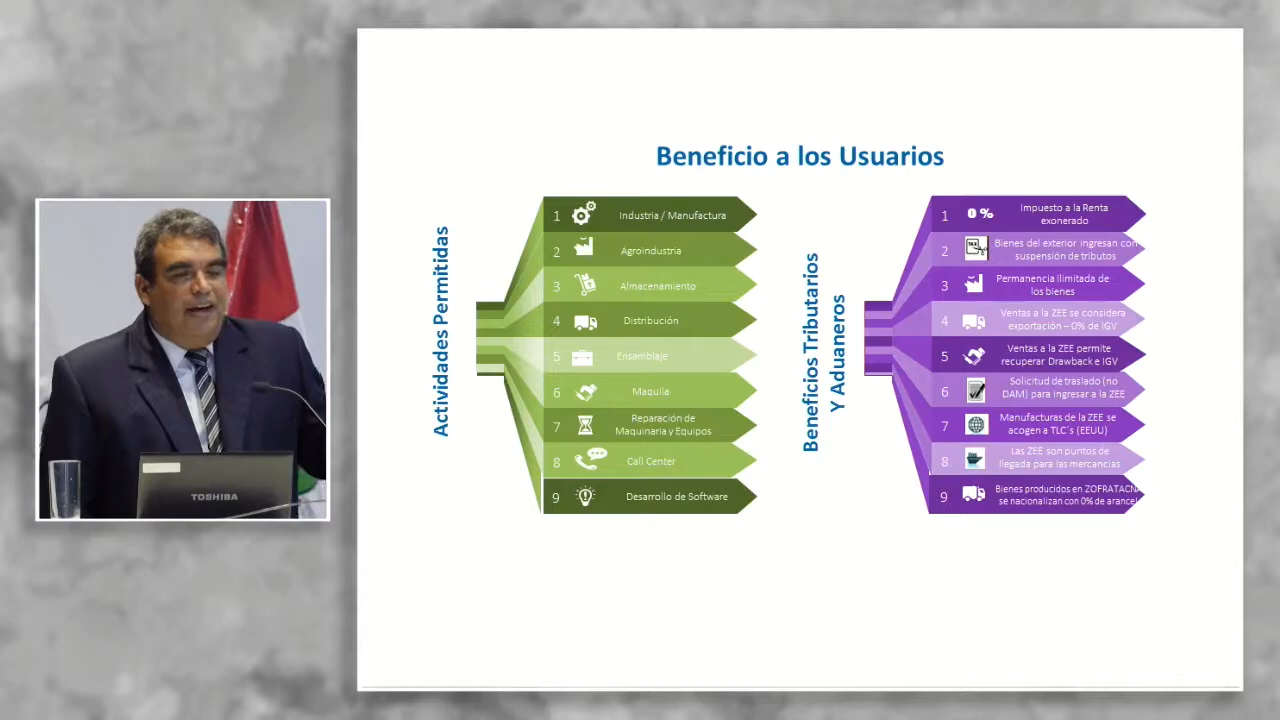 Beneficio a los Usuarios
Actividades Permitidas
1 Industria / Manufactura
2 Agroindustria
3 Almacenamiento
4 Distribución
5 Ensamblaje
6 Maquila
7 Reparación de
Maquinaria y Equipos
8 Call Center
9 Desarrollo de Software
Beneficios Tributarios
Y Aduaneros
1 0 % Impuesto a la Renta
exonerado
2 TAX Bienes del exterior ingresan con
suspensión de tributos
3 Permanencia ilimitada de
los bienes
4 Ventas a la ZEE se considera
exportación – 0% de IGV
5 Ventas a la ZEE permite
recuperar Drawback e IGV
6 Solicitud de traslado (no
DAM) para ingresar a la ZEE
7 Manufacturas de la ZEE se
acogen a TLC´s (EEUU)
8 Las ZEE son puntos de
llegada para las mercancias
9 Bienes producidos en ZOFRATACNA
se nacionalizan con 0% de arancel
TOSHIBA